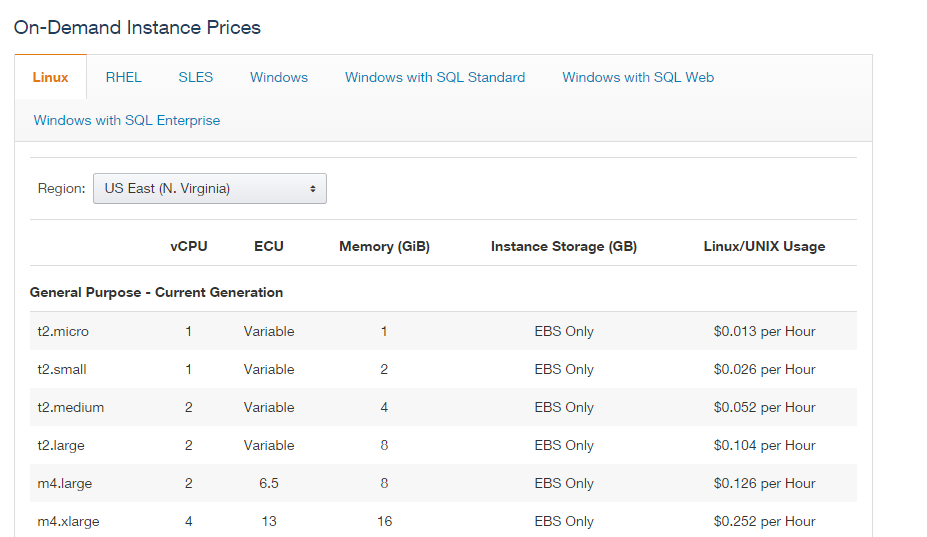 On-Demand Instance Prices
Linux RHEL SLES Windows Windows with SQL Standard Windows with SQL Web
Windows with SQL Enterprise
Region: US East (N. Virginia)
vCPU ECU Memory (GiB) Instance Storage (GB) Linux/UNIX Usage
General Purpose - Current Generation
t2.micro 1 Variable 1 EBS Only $0.013 per Hour
t2.small 1 Variable 2 EBS Only $0.026 per Hour
t2.medium 2 Variable 4 EBS Only $0.052 per Hour
t2.large 2 Variable 8 EBS Only $0.104 per Hour
m4.large 2 6.5 8 EBS Only $0.126 per Hour
m4.xlarge 4 13 16 EBS Only $0.252 per Hour